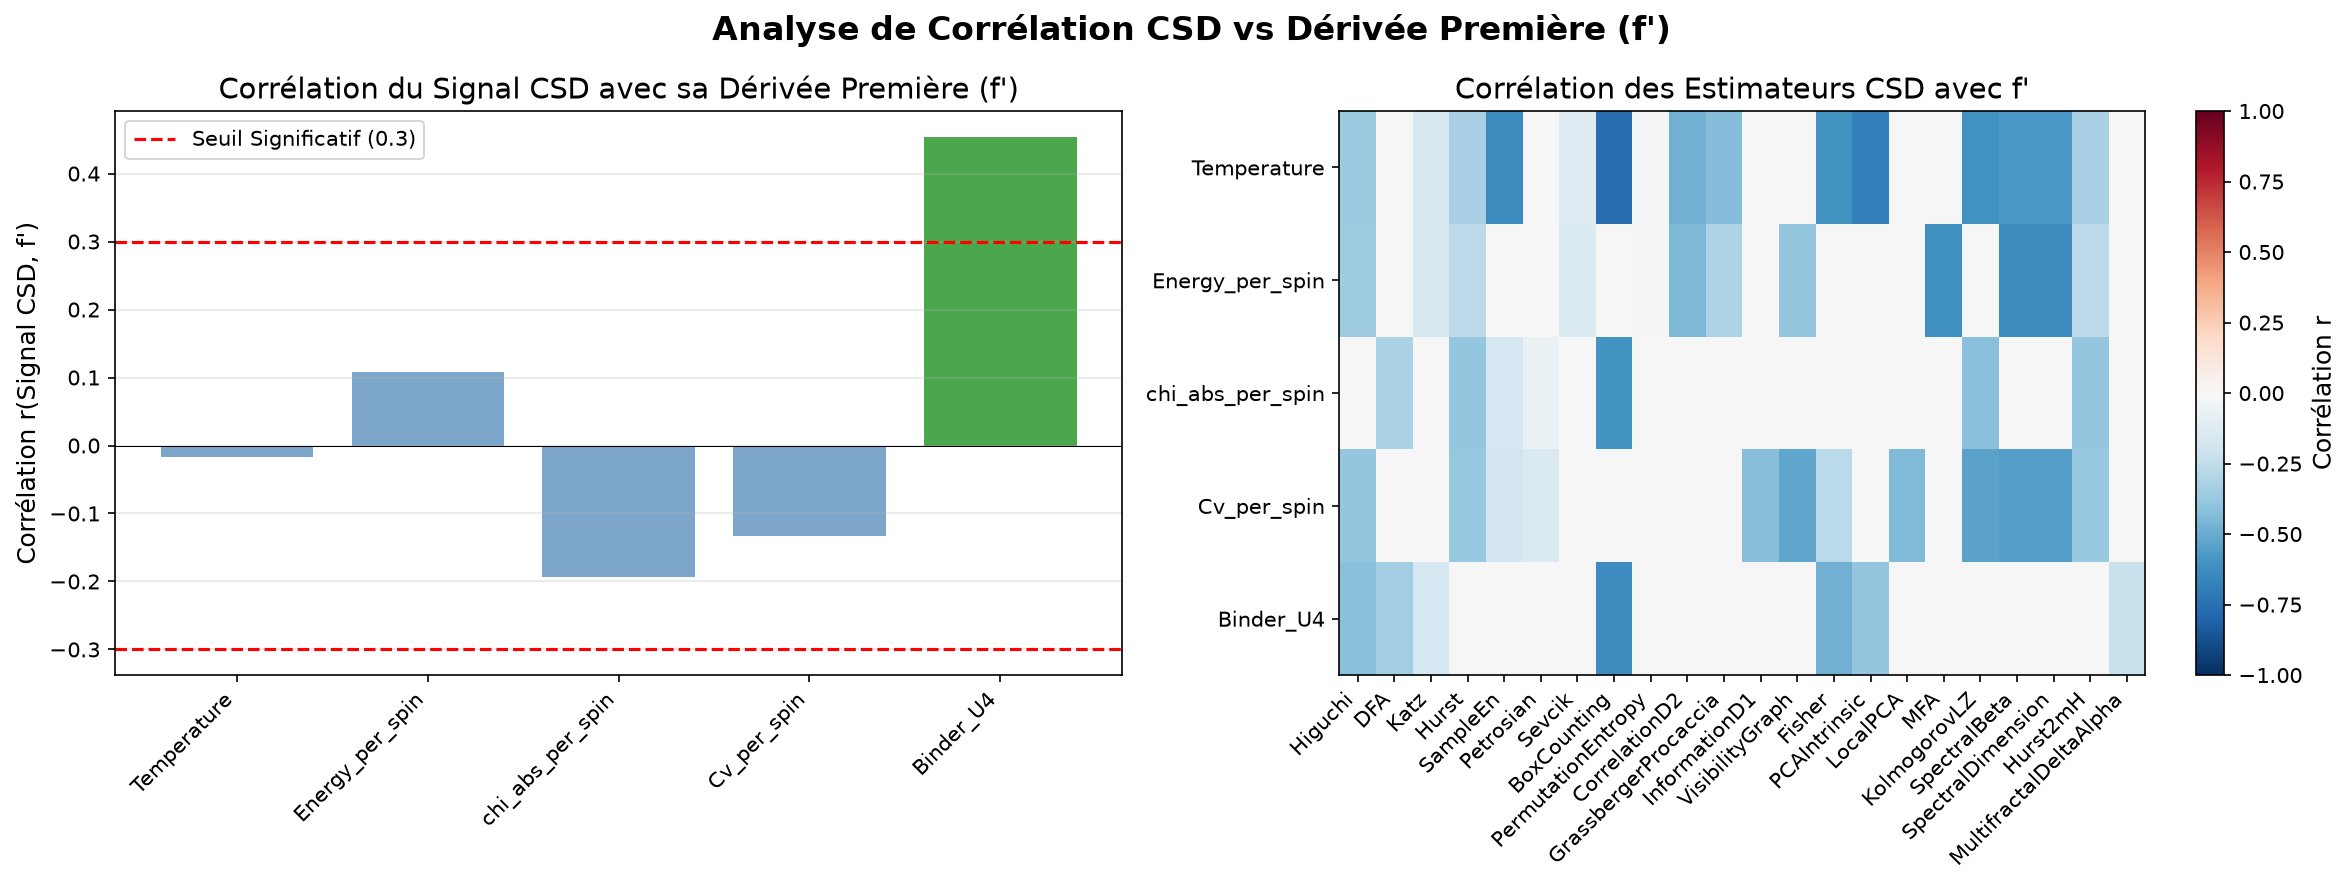 Analyse de Corrélation CSD vs Dérivée Première (f')
Corrélation du Signal CSD avec sa Dérivée Première (f')
Seuil Significatif (0.3)
Corrélation r(Signal CSD, f')
0.4
0.3
0.2
0.1
0.0
−0.1
−0.2
−0.3
Temperature
Energy_per_spin
chi_abs_per_spin
Cv_per_spin
Binder_U4
Corrélation des Estimateurs CSD avec f'
Temperature
Energy_per_spin
chi_abs_per_spin
Cv_per_spin
Binder_U4
Higuchi
DFA
Katz
Hurst
SampleEn
Petrosian
Sevcik
BoxCounting
PermutationEntropy
CorrelationD2
GrassbergerProcaccia
InformationD1
VisibilityGraph
Fisher
PCAIntrinsic
LocalPCA
MFA
KolmogorovLZ
SpectralBeta
SpectralDimension
Hurst2mH
MultifractalDeltaAlpha
1.00
0.75
0.50
0.25
0.00
−0.25
−0.50
−0.75
−1.00
Corrélation r